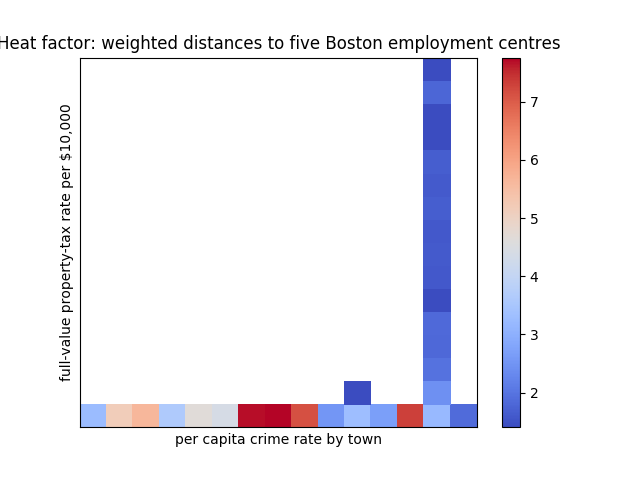 Heat factor: weighted distances to five Boston employment centres
full-value property-tax rate per $10,000
per capita crime rate by town
7
6
5
4
3
2